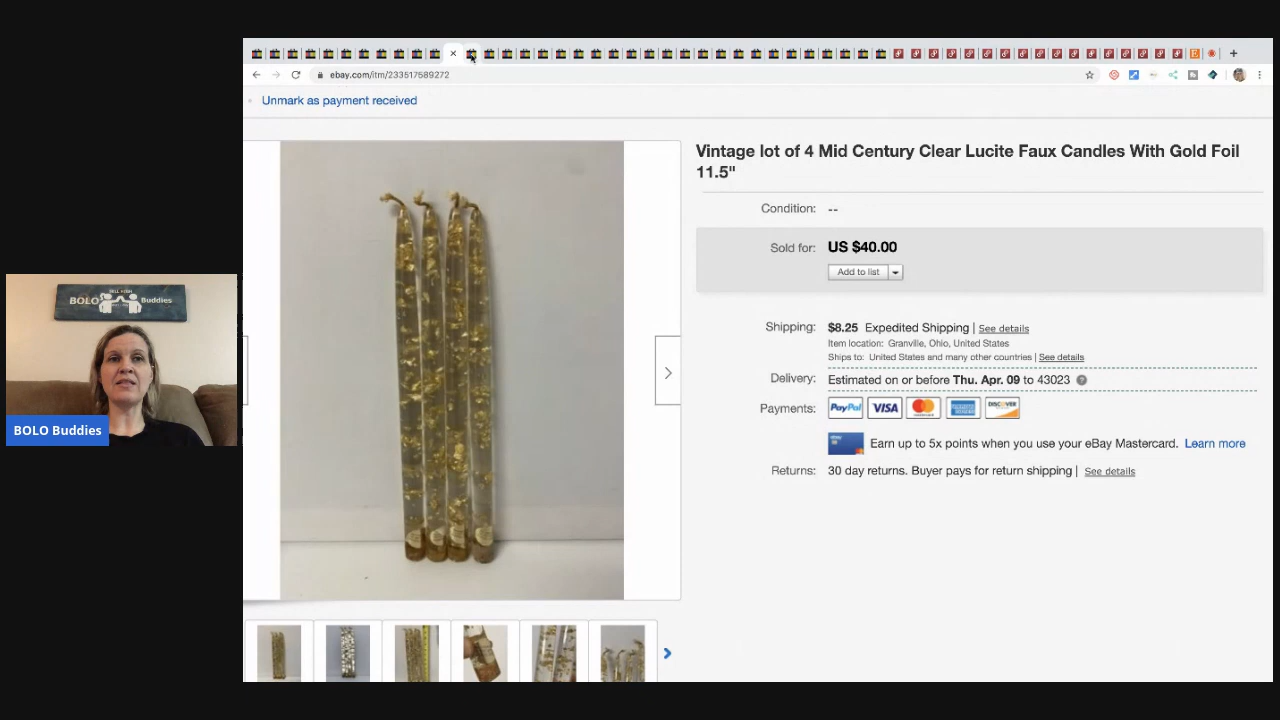 ebay.com/itm/233517589272
Unmark as payment received
Vintage lot of 4 Mid Century Clear Lucite Faux Candles With Gold Foil
11.5"
Condition: --
Sold for: US $40.00
Add to list
Shipping: $8.25 Expedited Shipping | See details
Item location: Granville, Ohio, United States
Ships to: United States and many other countries | See details
Delivery: Estimated on or before Thu. Apr. 09 to 43023
Payments: PayPal VISA DISCOVER
Earn up to 5x points when you use your eBay Mastercard. Learn more
Returns: 30 day returns. Buyer pays for return shipping | See details
BOLO Buddies
BOLO Buddies